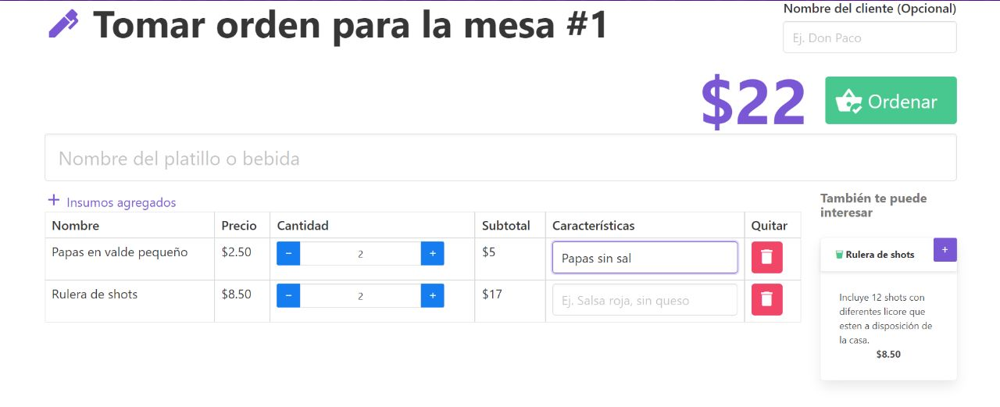 Tomar orden para la mesa #1
Nombre del cliente (Opcional)
Ej. Don Paco
$22
Ordenar
Nombre del platillo o bebida
+ Insumos agregados
Nombre Precio Cantidad Subtotal Características Quitar
Papas en valde pequeño $2.50 − 2 + $5 Papas sin sal
Rulera de shots $8.50 − 2 + $17 Ej. Salsa roja, sin queso
También te puede
interesar
Rulera de shots +
Incluye 12 shots con
diferentes licore que
esten a disposición de
la casa.
$8.50